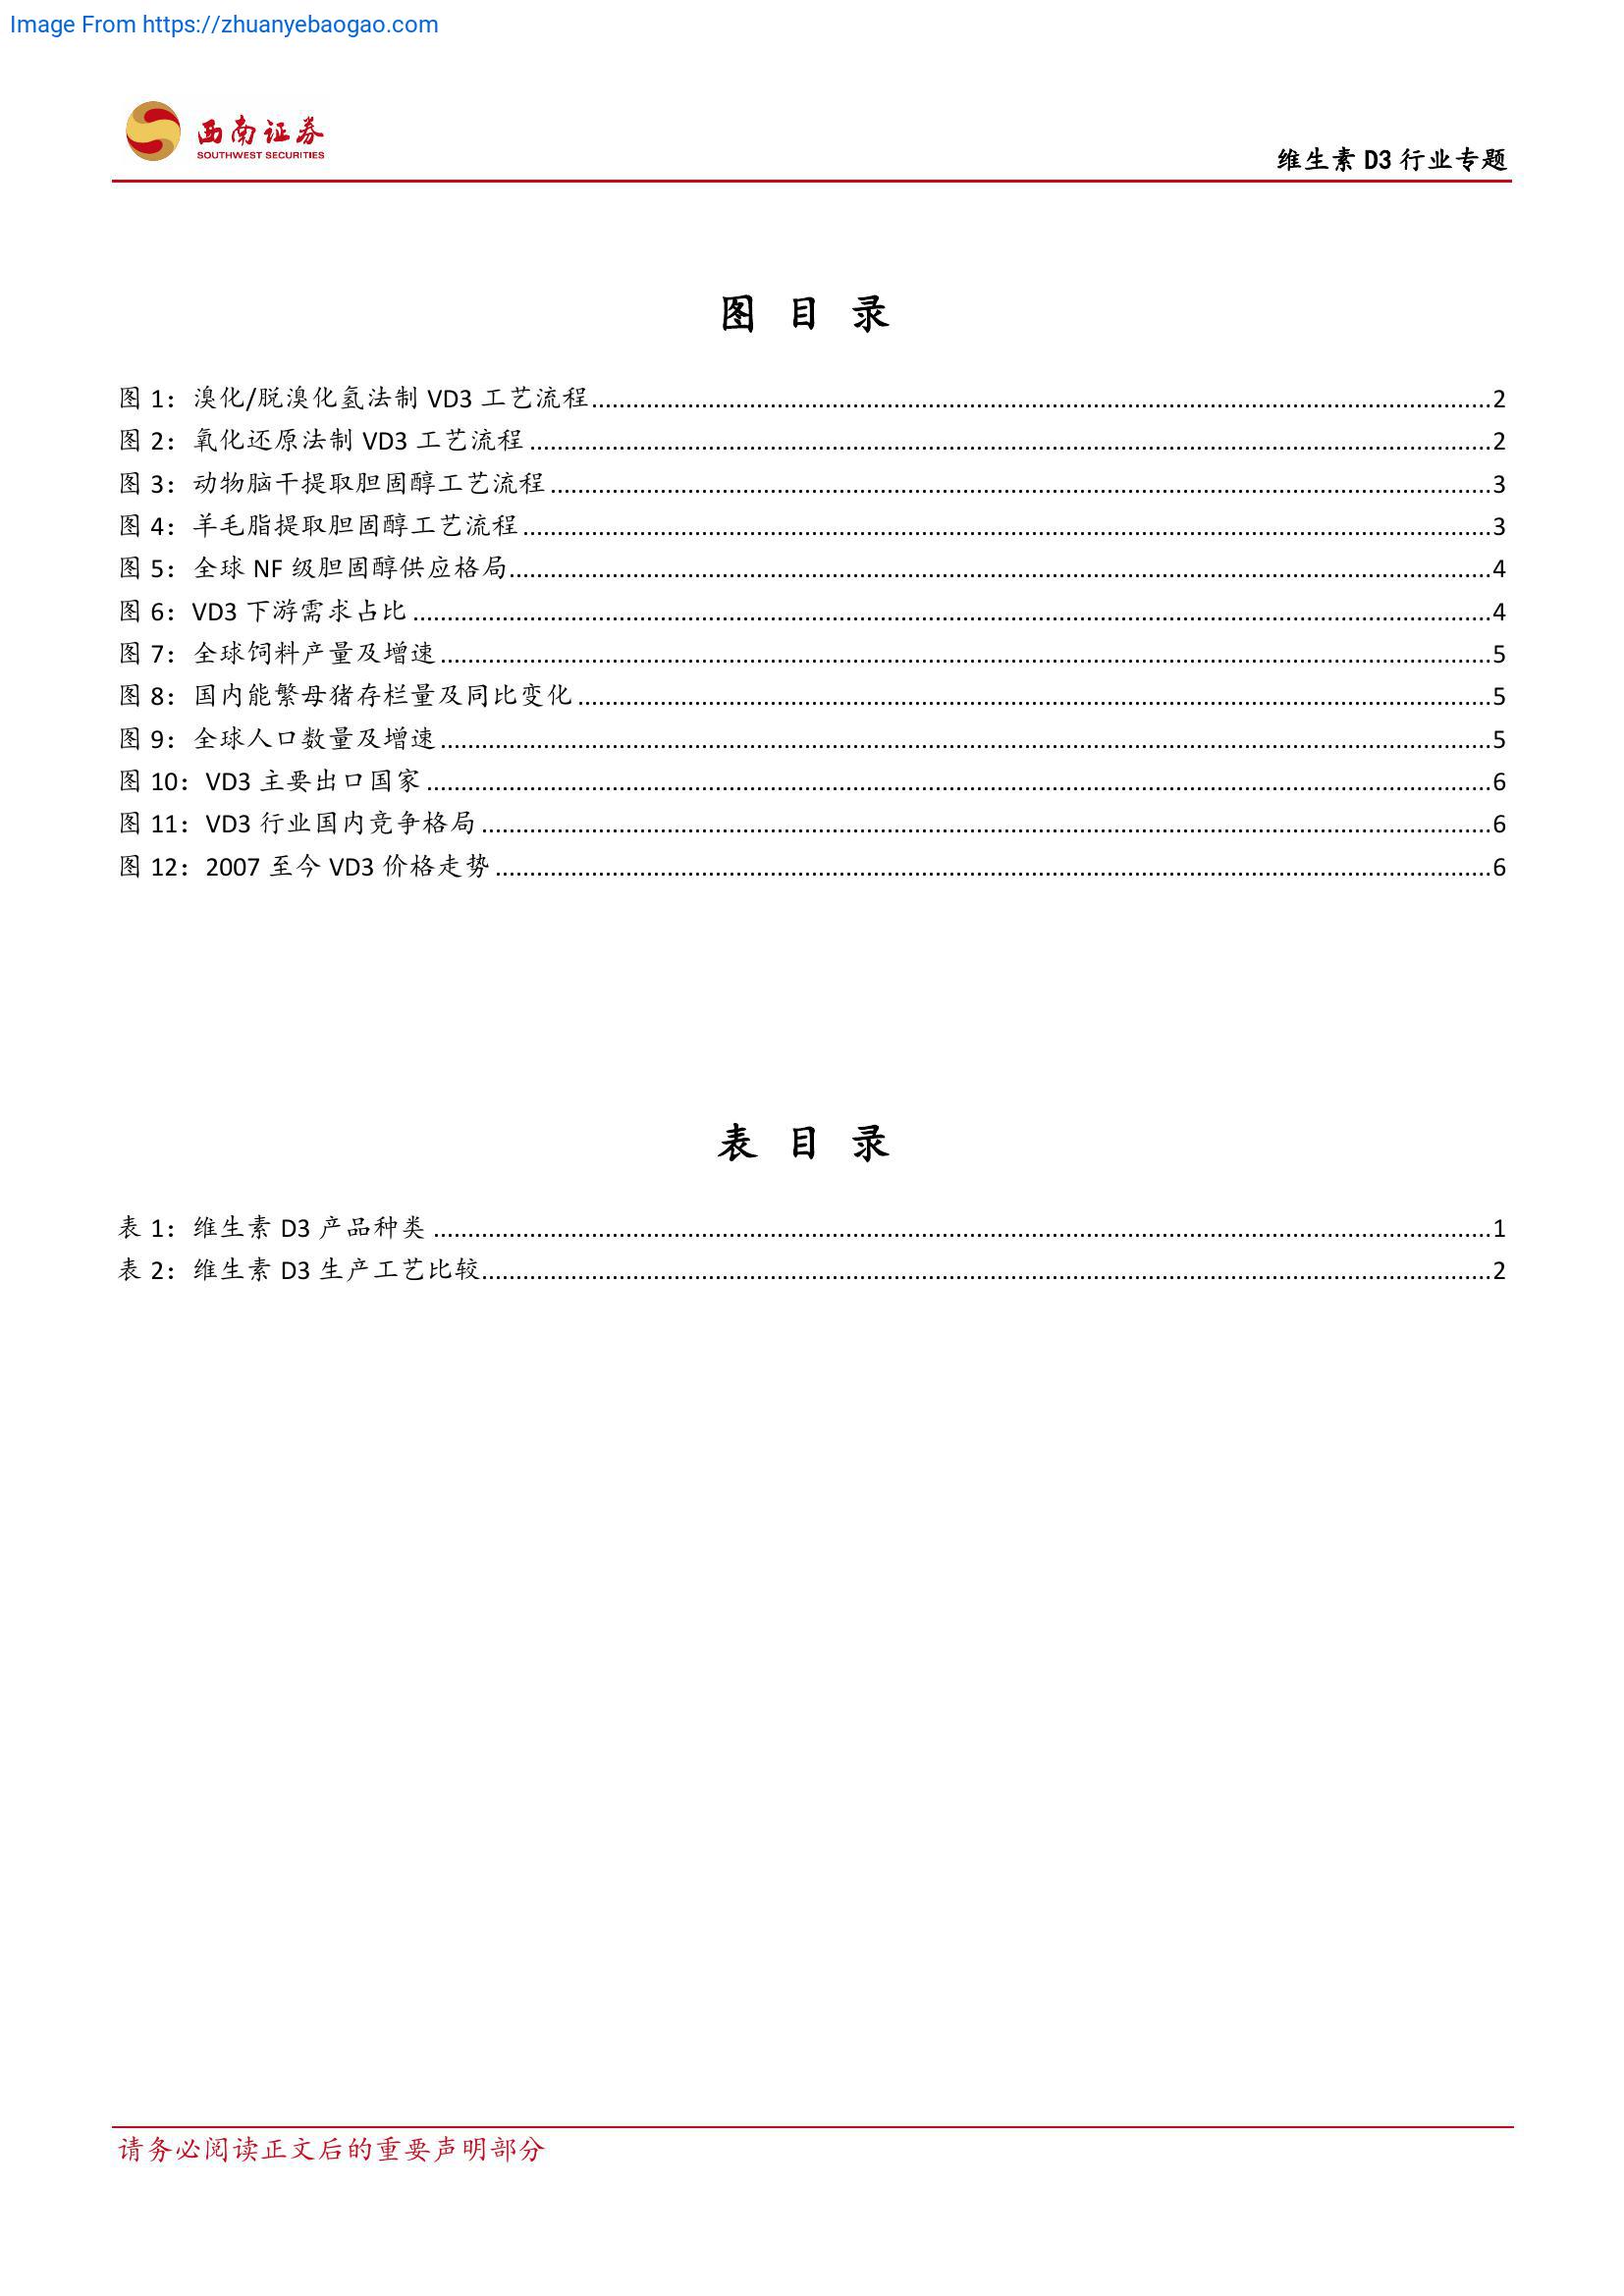 Image From https://zhuanyebaogao.com
西南证券
SOUTHWEST SECURITIES
维生素 D3 行业专题
图 目 录
图 1：溴化/脱溴化氢法制 VD3 工艺流程...2
图 2：氧化还原法制 VD3 工艺流程...2
图 3：动物脑干提取胆固醇工艺流程...3
图 4：羊毛脂提取胆固醇工艺流程...3
图 5：全球 NF 级胆固醇供应格局...4
图 6：VD3 下游需求占比...4
图 7：全球饲料产量及增速...5
图 8：国内能繁母猪存栏量及同比变化...5
图 9：全球人口数量及增速...5
图 10：VD3 主要出口国家...6
图 11：VD3 行业国内竞争格局...6
图 12：2007 至今 VD3 价格走势...6
表 目 录
表 1：维生素 D3 产品种类...1
表 2：维生素 D3 生产工艺比较...2
请务必阅读正文后的重要声明部分